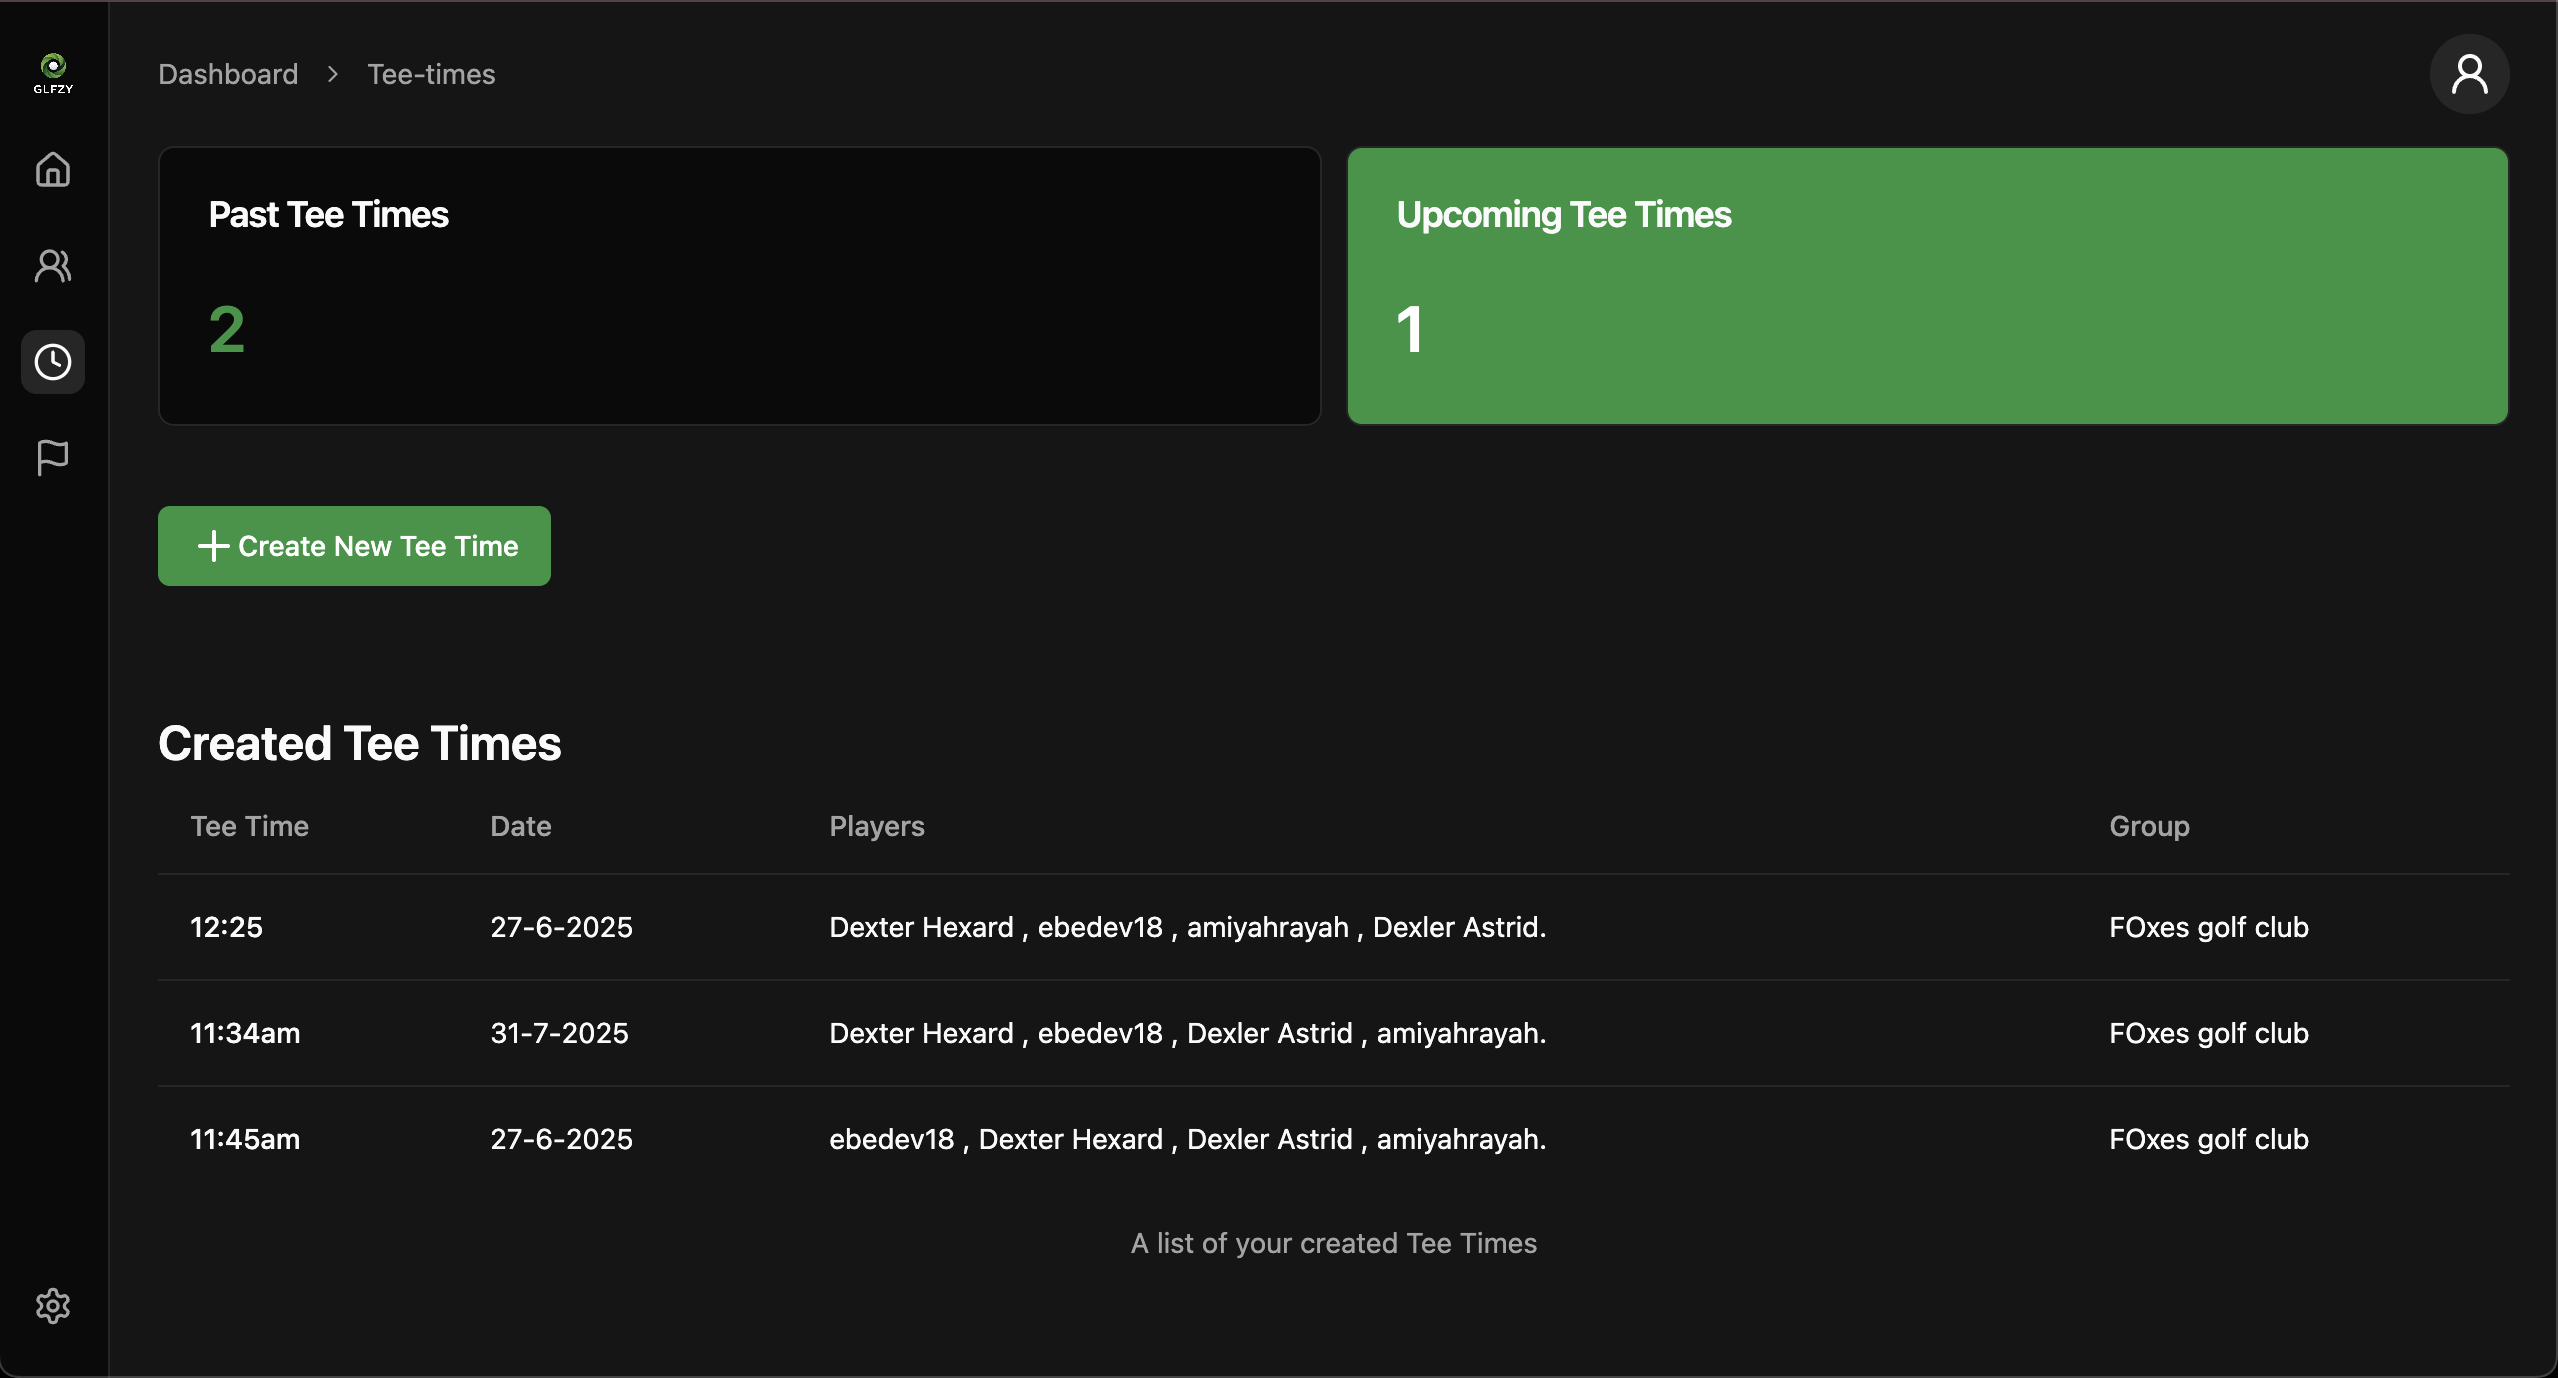 GLFZY
Dashboard > Tee-times
Past Tee Times
2
Upcoming Tee Times
1
Create New Tee Time
Created Tee Times
Tee Time Date Players Group
12:25 27-6-2025 Dexter Hexard , ebedev18 , amiyahrayah , Dexler Astrid. FOxes golf club
11:34am 31-7-2025 Dexter Hexard , ebedev18 , Dexler Astrid , amiyahrayah. FOxes golf club
11:45am 27-6-2025 ebedev18 , Dexter Hexard , Dexler Astrid , amiyahrayah. FOxes golf club
A list of your created Tee Times